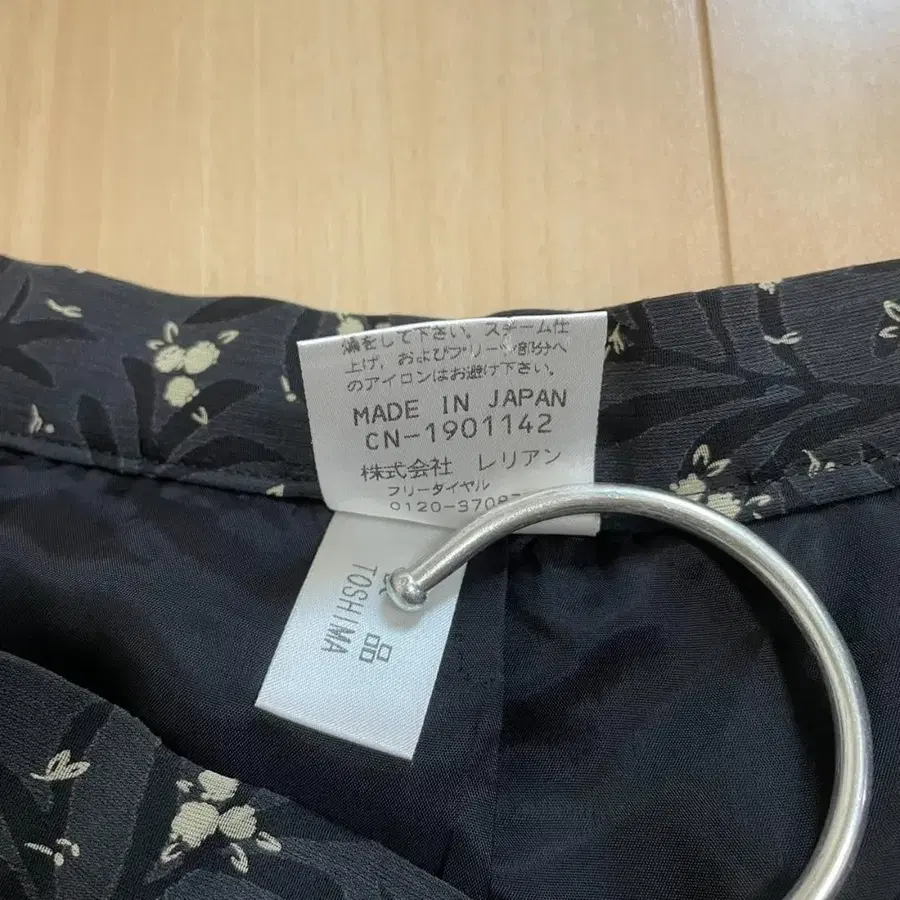 をして下さい。スチーム仕
上げ、およびプリーツ部分へ
のアイロンはお避け下さい。
MADE IN JAPAN
CN-1901142
株式会社 レリアン
フリーダイヤル
0120-370
品
TOSHIMA